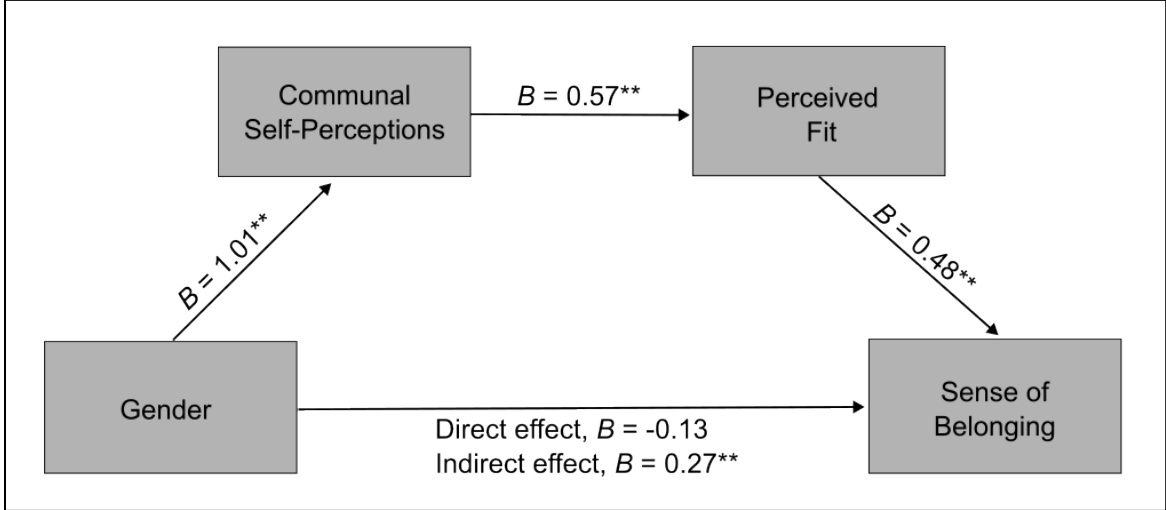 Communal
Self-Perceptions
B = 0.57**
Perceived
Fit
B = 1.01**
B = 0.48**
Gender
Direct effect, B = -0.13
Indirect effect, B = 0.27**
Sense of
Belonging